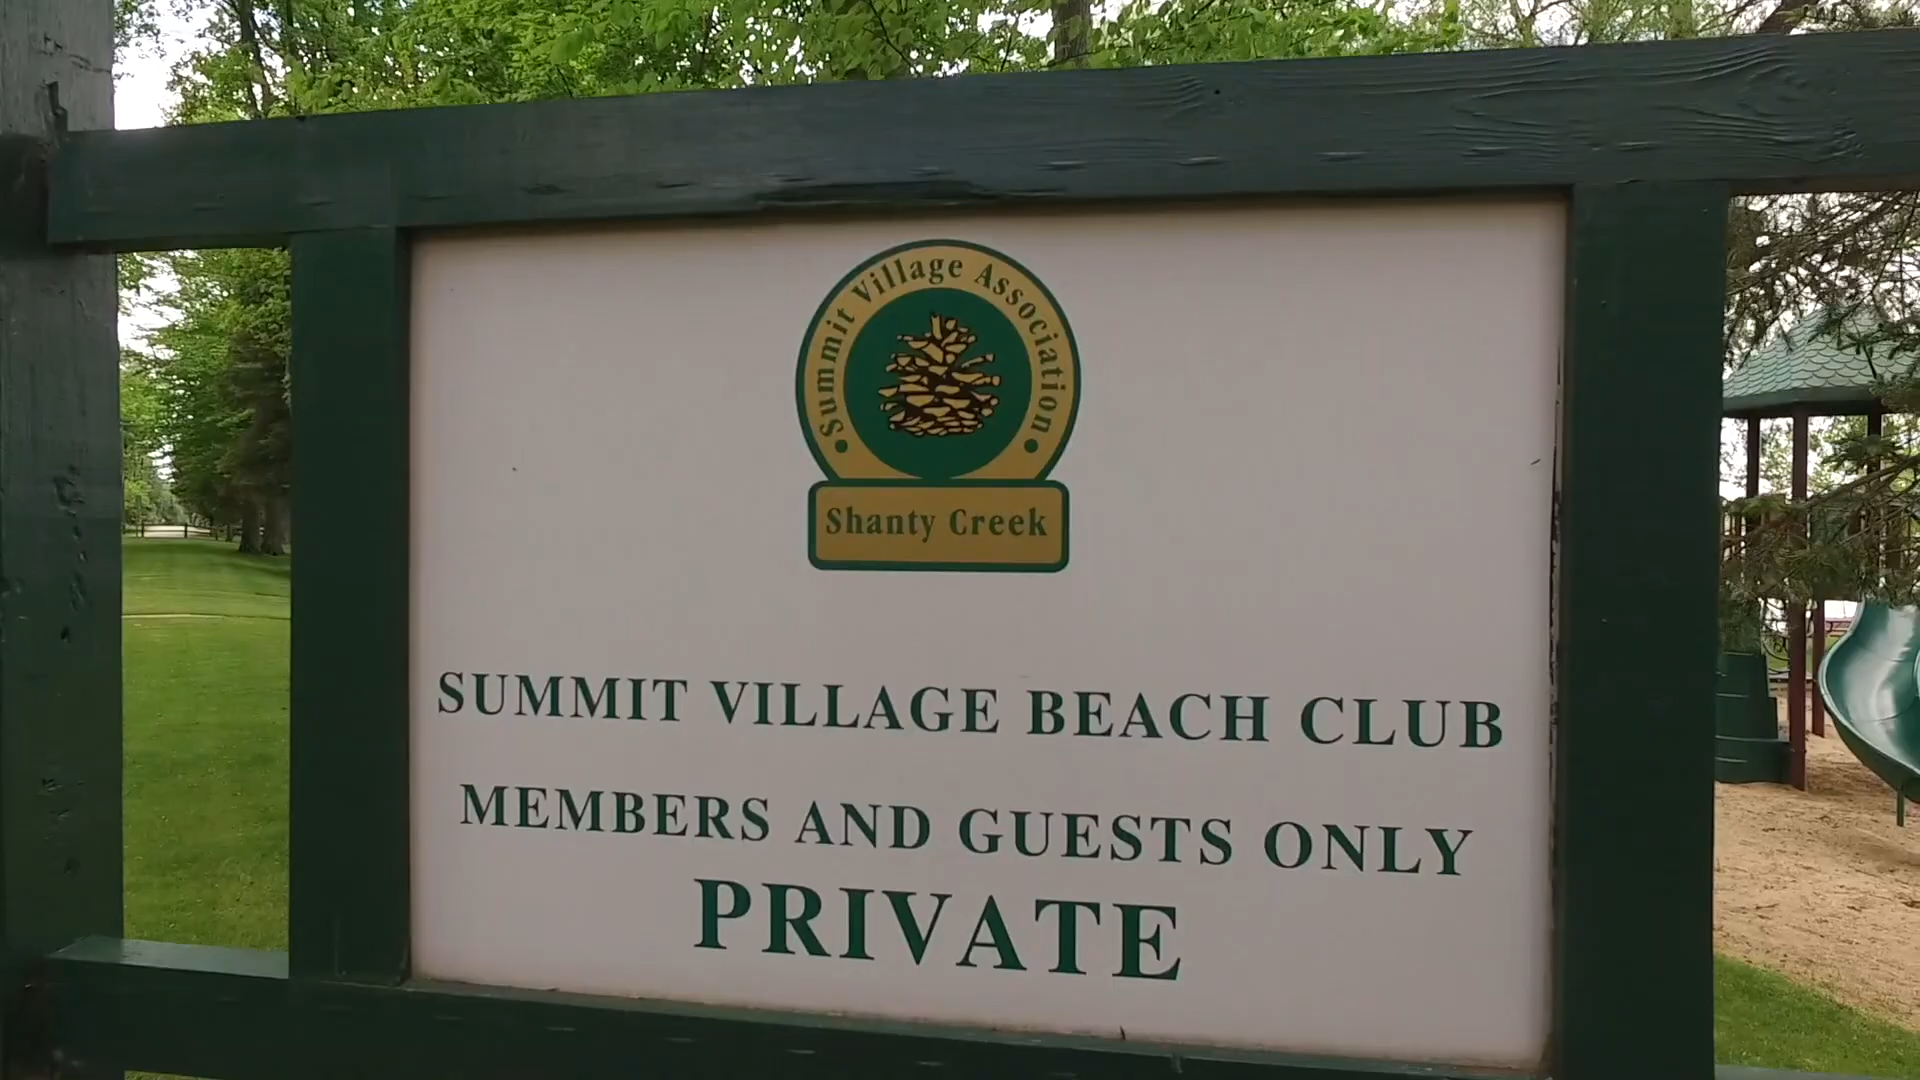 Summit Village Association
Shanty Creek
SUMMIT VILLAGE BEACH CLUB
MEMBERS AND GUESTS ONLY
PRIVATE